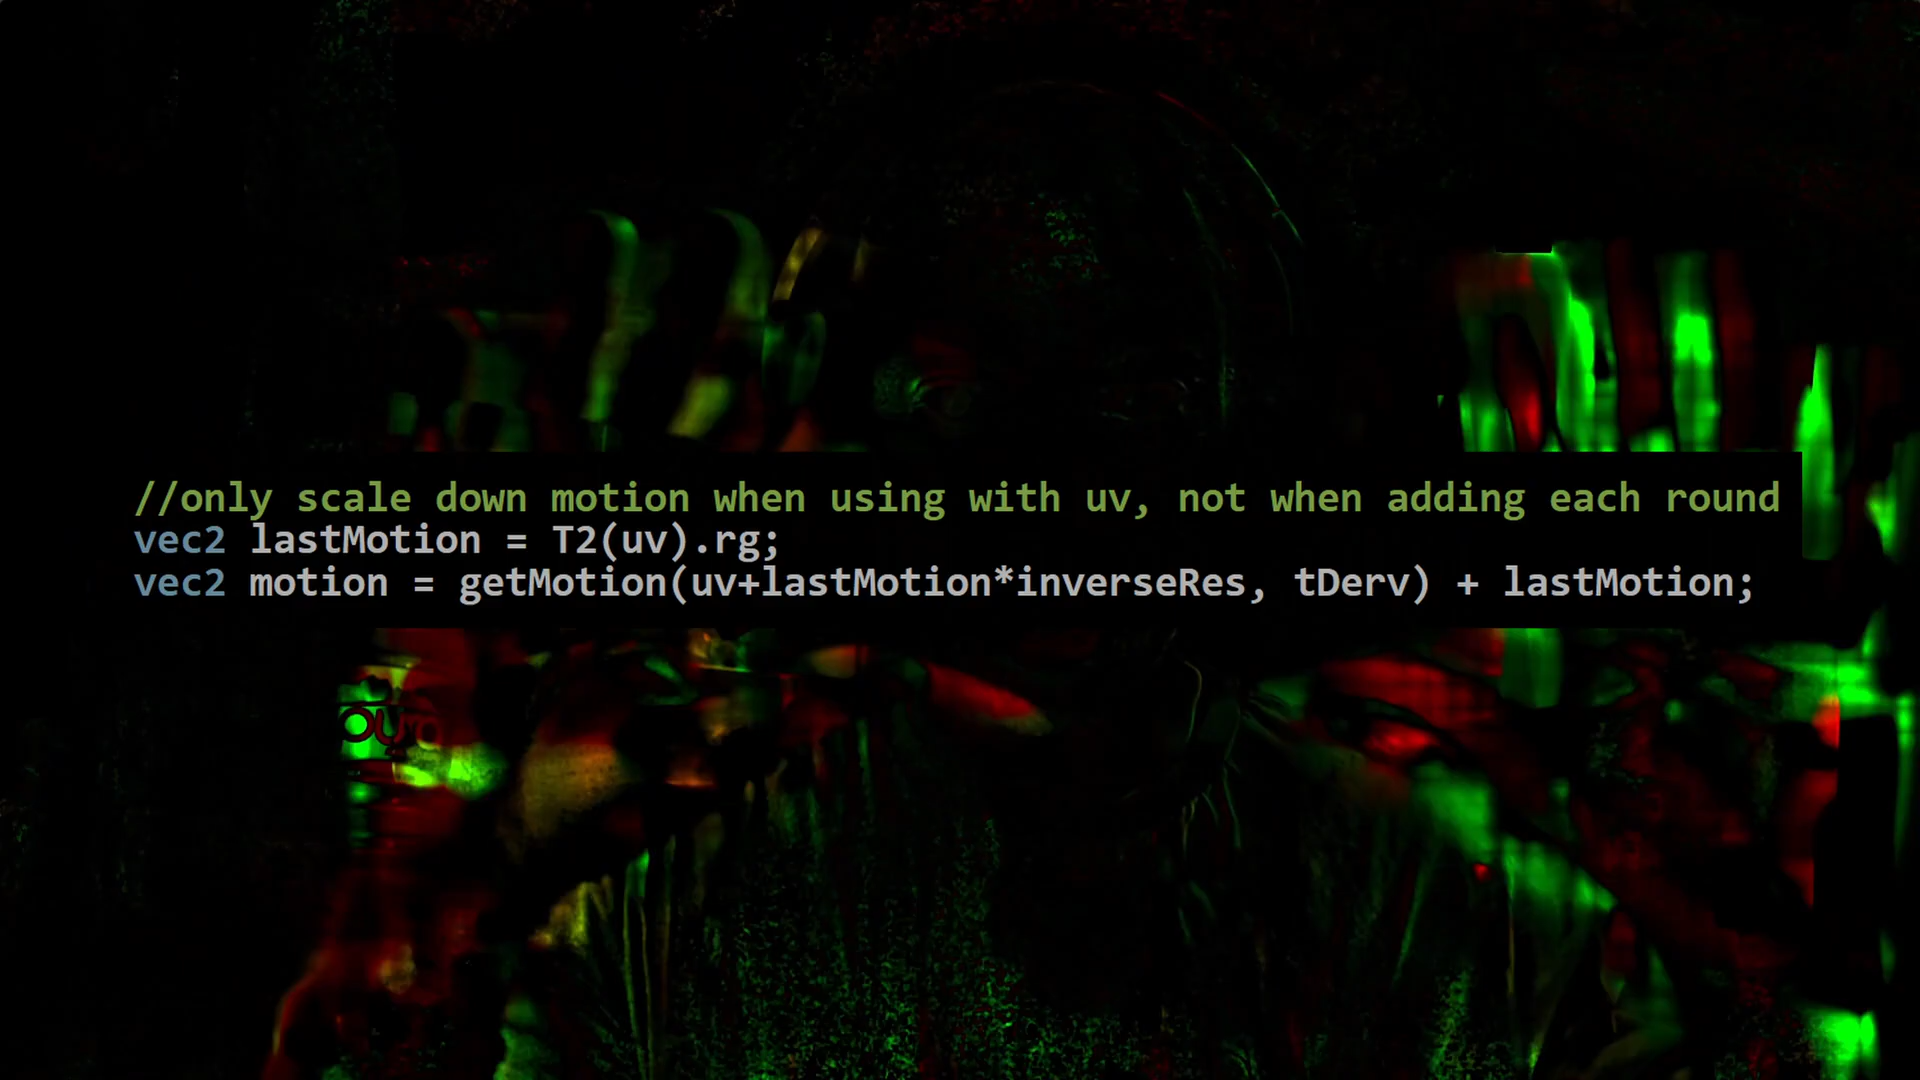 //only scale down motion when using with uv, not when adding each round
vec2 lastMotion = T2(uv).rg;
vec2 motion = getMotion(uv+lastMotion*inverseRes, tDerv) + lastMotion;